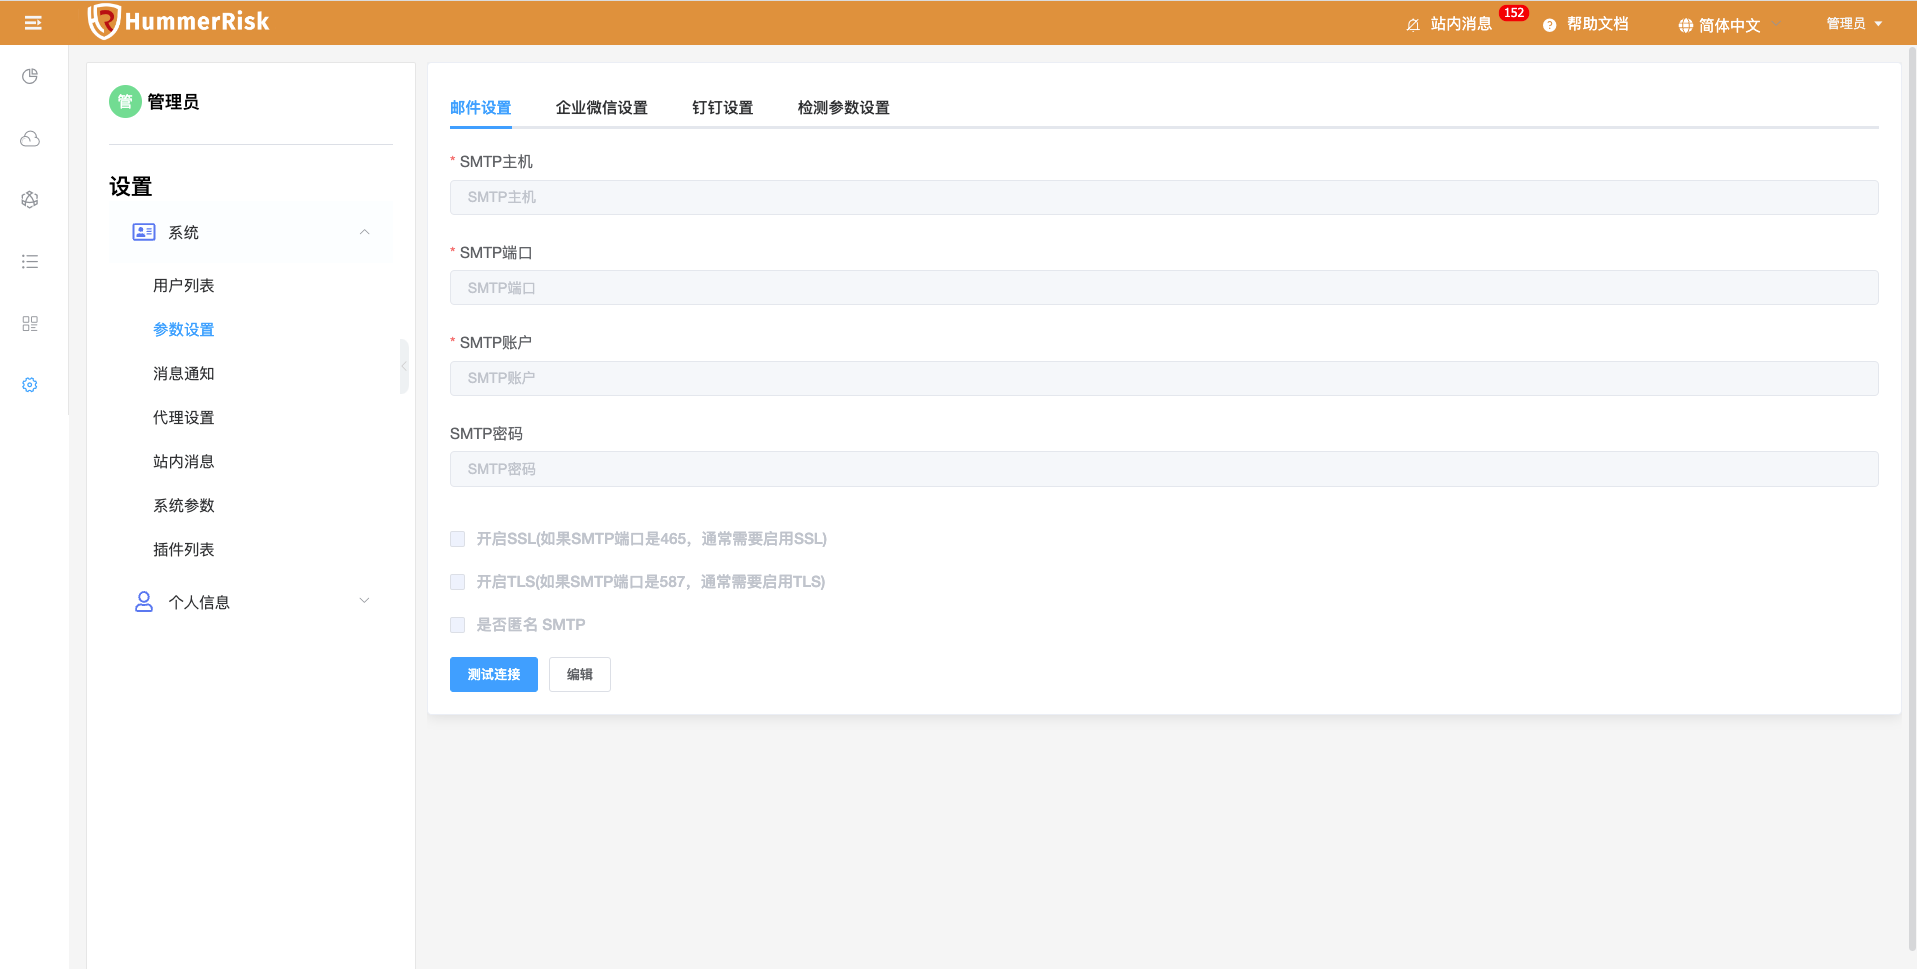 HummerRisk
站内消息 152
帮助文档
简体中文
管理员
管 管理员
设置
系统
用户列表
参数设置
消息通知
代理设置
站内消息
系统参数
插件列表
个人信息
邮件设置 企业微信设置 钉钉设置 检测参数设置
* SMTP主机
SMTP主机
* SMTP端口
SMTP端口
* SMTP账户
SMTP账户
SMTP密码
SMTP密码
开启SSL(如果SMTP端口是465，通常需要启用SSL)
开启TLS(如果SMTP端口是587，通常需要启用TLS)
是否匿名 SMTP
测试连接 编辑